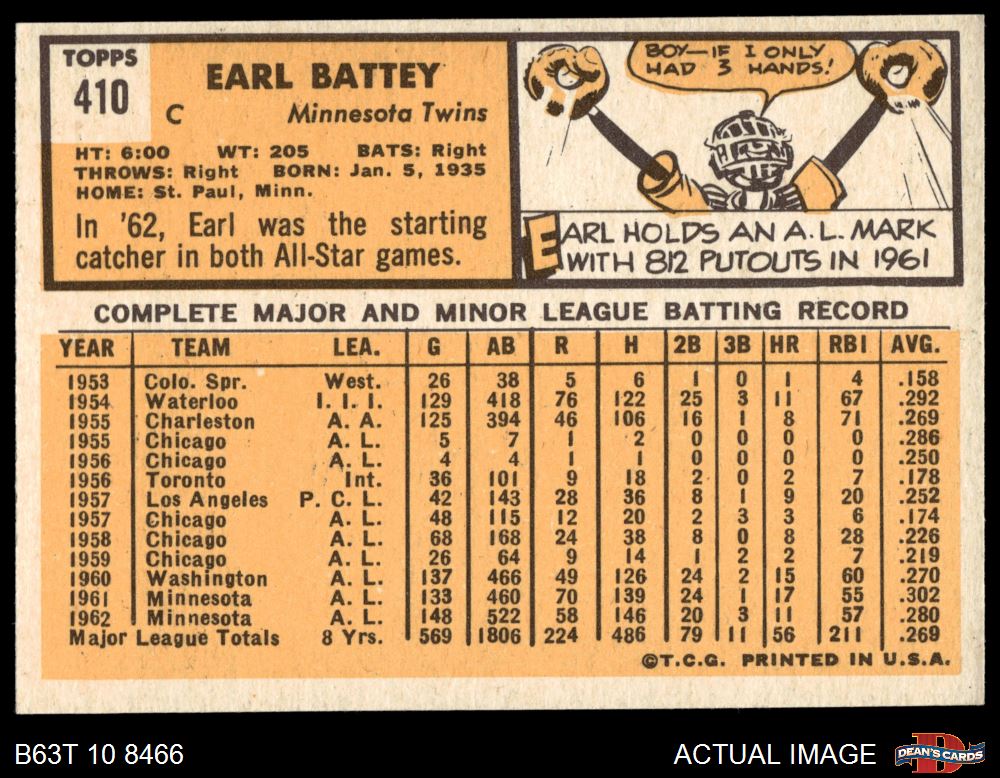 TOPPS
410
EARL BATTEY
C Minnesota Twins
HT: 6:00 WT: 205 BATS: Right
THROWS: Right BORN: Jan. 5, 1935
HOME: St. Paul, Minn.
In '62, Earl was the starting
catcher in both All-Star games.
BOY—IF I ONLY
HAD 3 HANDS!
EARL HOLDS AN A.L. MARK
WITH 812 PUTOUTS IN 1961
COMPLETE MAJOR AND MINOR LEAGUE BATTING RECORD
YEAR TEAM LEA. G AB R H 2B 3B HR RBI AVG.
1953 Colo. Spr. West. 26 38 5 6 1 0 1 4 .158
1954 Waterloo I. I. I. 129 418 76 122 25 3 11 67 .292
1955 Charleston A. A. 125 394 46 106 16 1 8 71 .269
1955 Chicago A. L. 5 7 1 2 0 0 0 0 .286
1956 Chicago A. L. 4 4 1 1 0 0 0 0 .250
1956 Toronto Int. 36 101 9 18 2 0 2 7 .178
1957 Los Angeles P. C. L. 42 143 28 36 8 1 9 20 .252
1957 Chicago A. L. 48 115 12 20 2 3 3 6 .174
1958 Chicago A. L. 68 168 24 38 8 0 8 28 .226
1959 Chicago A. L. 26 64 9 14 1 2 2 7 .219
1960 Washington A. L. 137 466 49 126 24 2 15 60 .270
1961 Minnesota A. L. 133 460 70 139 24 1 17 55 .302
1962 Minnesota A. L. 148 522 58 146 20 3 11 57 .280
Major League Totals 8 Yrs. 569 1806 224 486 79 11 56 211 .269
©T.C.G. PRINTED IN U.S.A.
B63T 10 8466 ACTUAL IMAGE DEAN'S CARDS